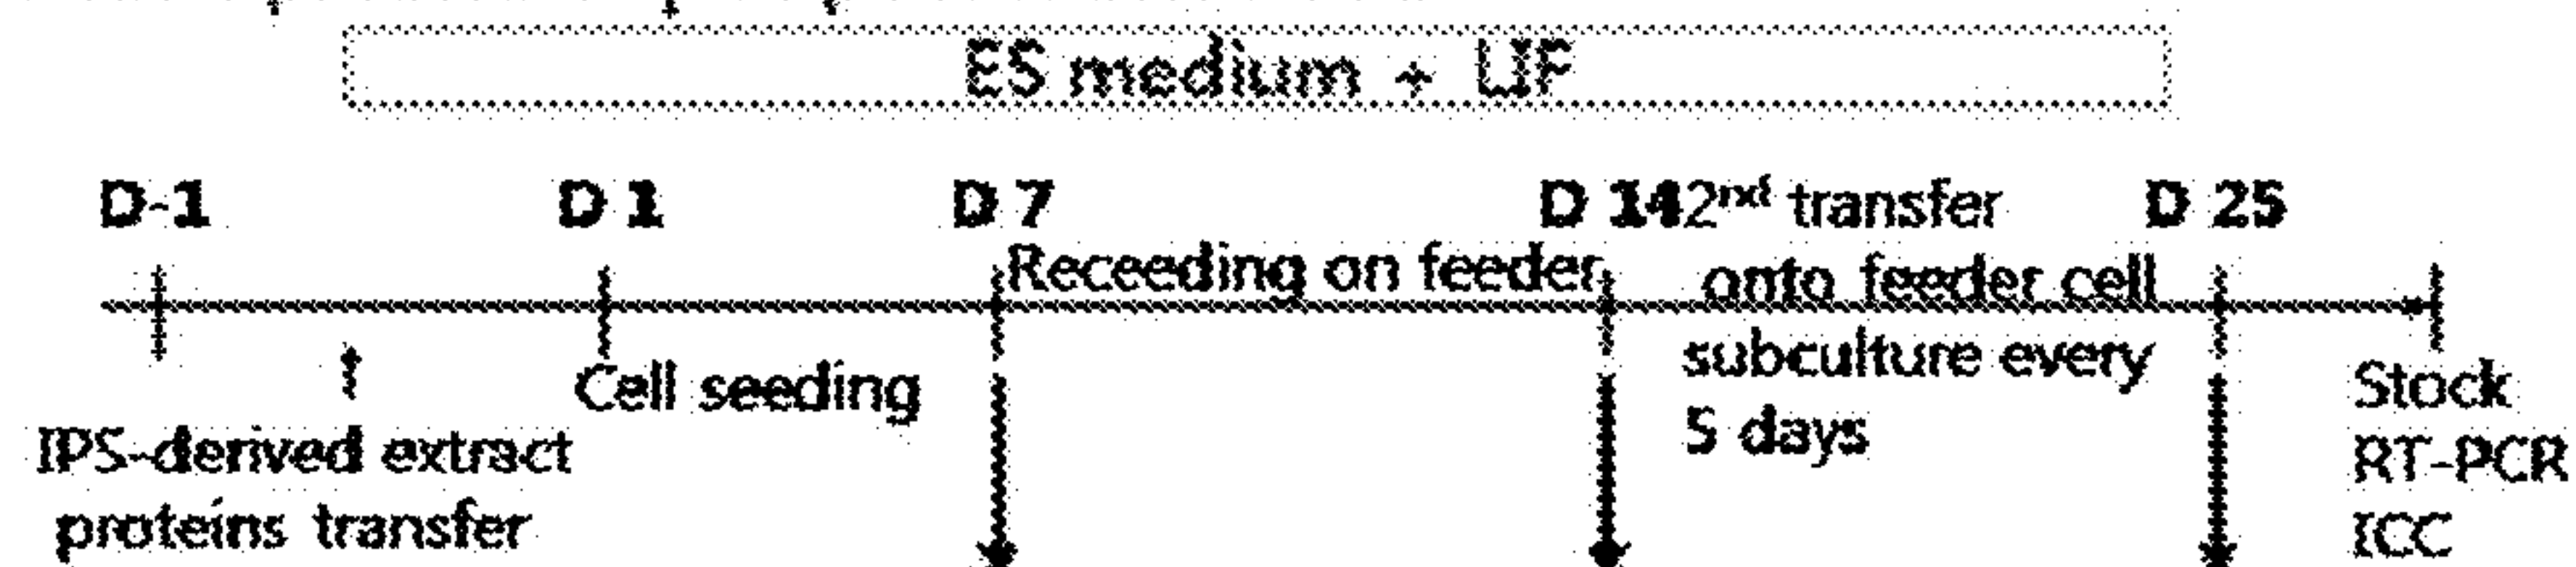 ES medium + LIF
D-1
D 1
D 7
D 14
2nd transfer
D 25
Receeding on feeder
onto feeder cell
subculture every
5 days
Cell seeding
IPS-derived extract
proteins transfer
Stock
RT-PCR
ICC